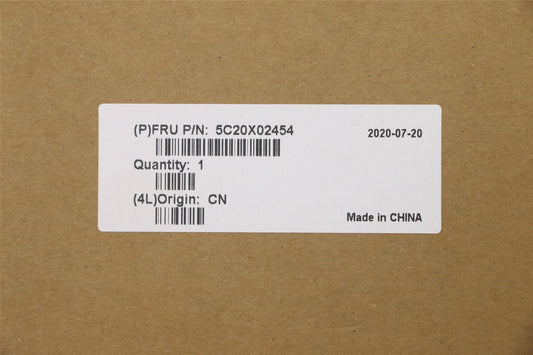 (P)FRU P/N: 5C20X02454 2020-07-20
Quantity: 1
(4L)Origin: CN
Made in CHINA